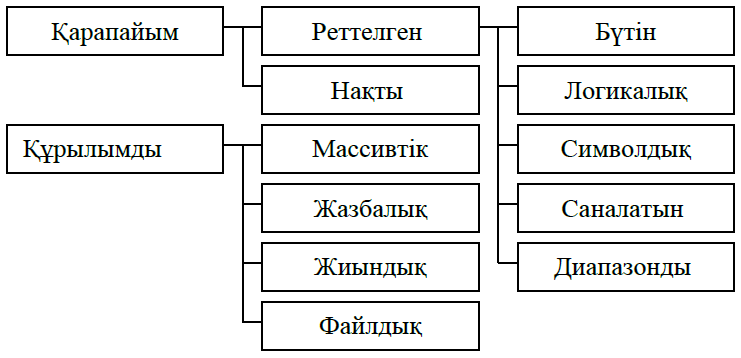 Қарапайым
Реттелген
Бүтін
Нақты
Логикалық
Құрылымды
Массивтік
Символдық
Жазбалық
Саналатын
Жиындық
Диапазонды
Файлдық